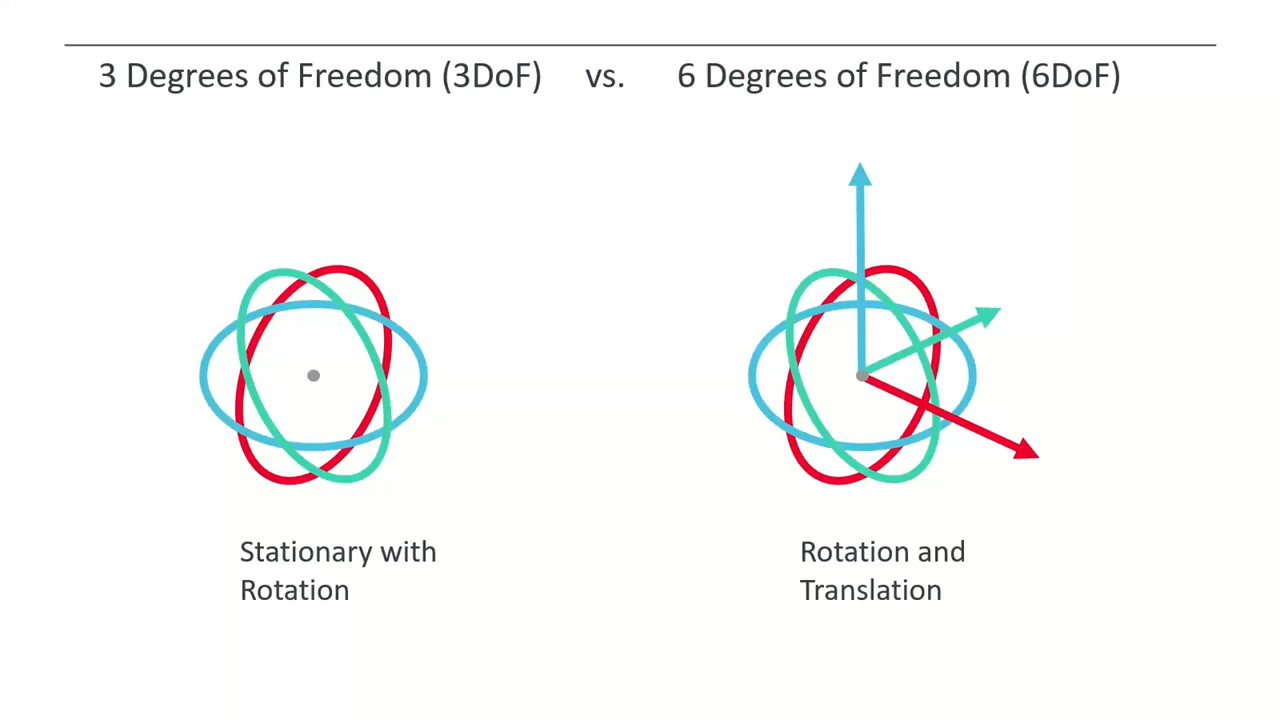 3 Degrees of Freedom (3DoF) vs. 6 Degrees of Freedom (6DoF)
Stationary with
Rotation
Rotation and
Translation